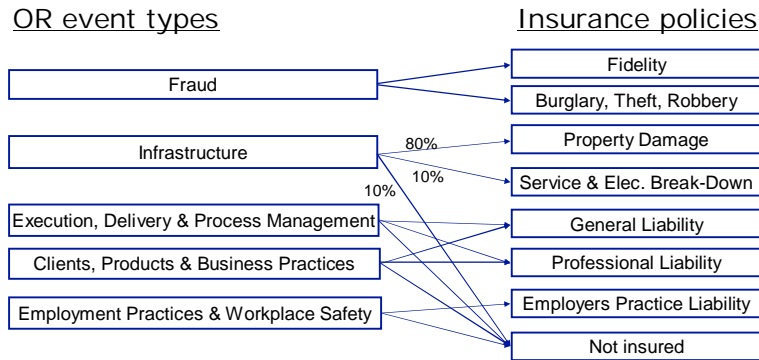 OR event types
Insurance policies
Fidelity
Fraud
Burglary, Theft, Robbery
80%
Property Damage
Infrastructure
10%
Service & Elec. Break-Down
10%
Execution, Delivery & Process Management
General Liability
Clients, Products & Business Practices
Professional Liability
Employment Practices & Workplace Safety
Employers Practice Liability
Not insured